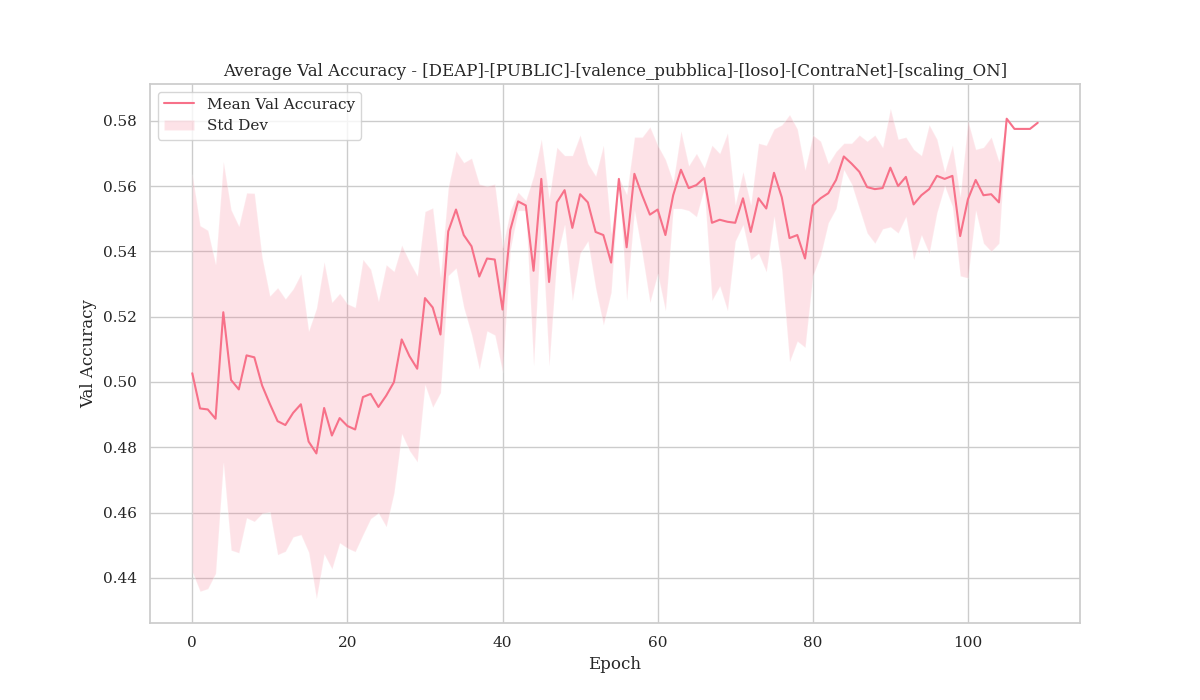 Average Val Accuracy - [DEAP]-[PUBLIC]-[valence_pubblica]-[loso]-[ContraNet]-[scaling_ON]
Mean Val Accuracy
Std Dev
Val Accuracy
0.58
0.56
0.54
0.52
0.50
0.48
0.46
0.44
0 20 40 60 80 100
Epoch